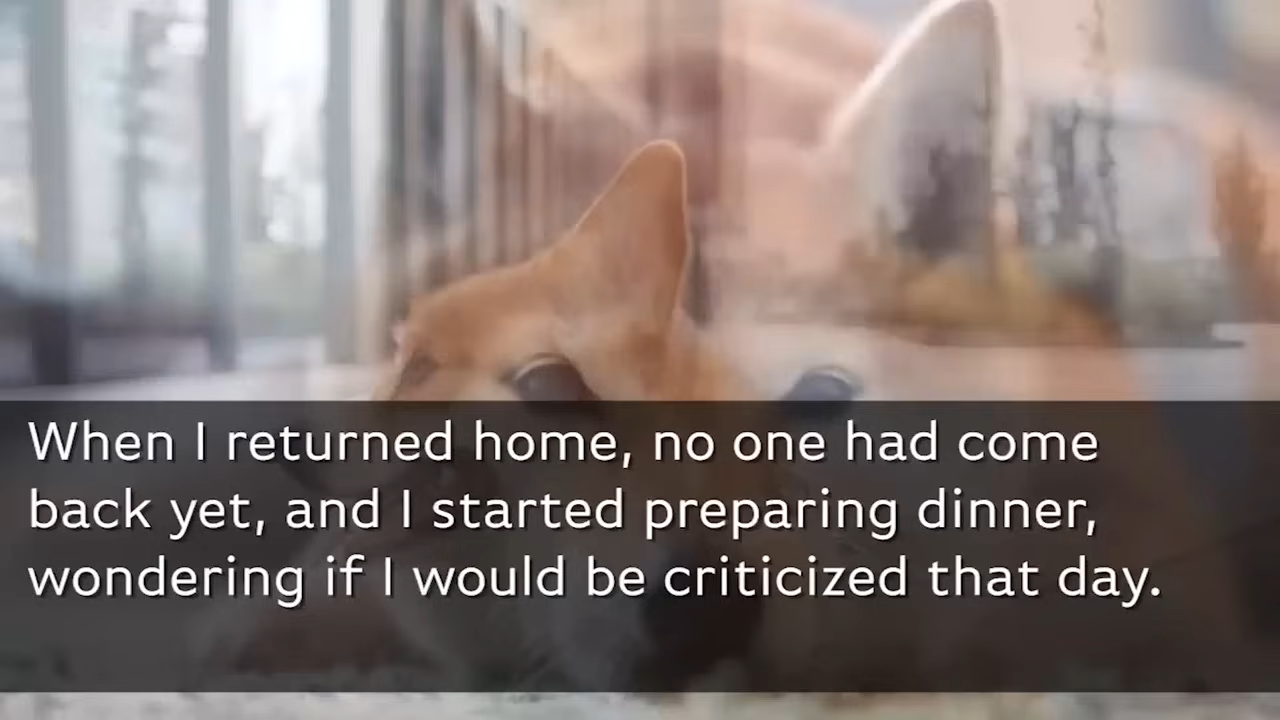 When I returned home, no one had come
back yet, and I started preparing dinner,
wondering if I would be criticized that day.